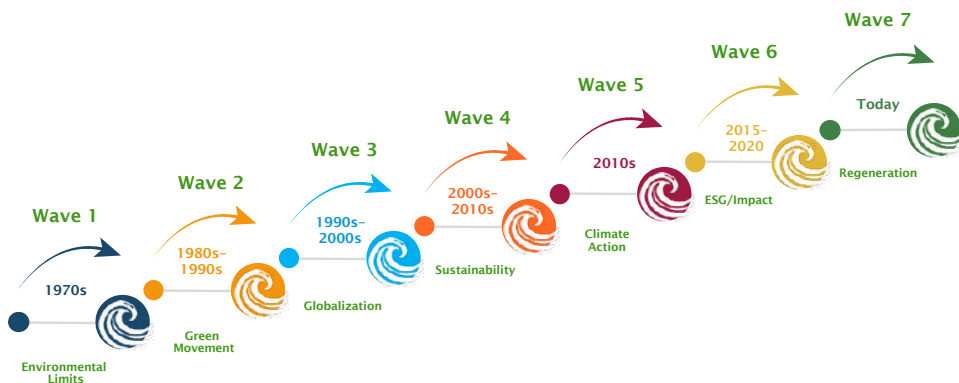 Wave 1
1970s
Environmental
Limits
Wave 2
1980s–
1990s
Green
Movement
Wave 3
1990s–
2000s
Globalization
Wave 4
2000s–
2010s
Sustainability
Wave 5
2010s
Climate
Action
Wave 6
2015–
2020
ESG/Impact
Wave 7
Today
Regeneration